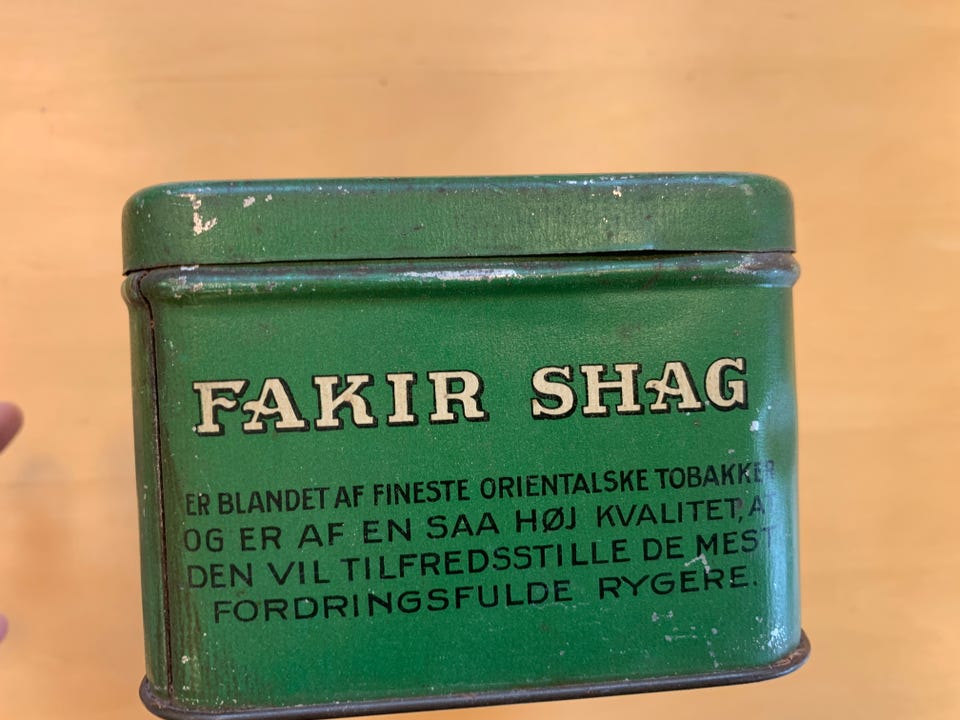 FAKIR SHAG
ER BLANDET AF FINESTE ORIENTALSKE TOBAKKER
OG ER AF EN SAA HØJ KVALITET, AT
DEN VIL TILFREDSSTILLE DE MEST
FORDRINGSFULDE RYGERE.